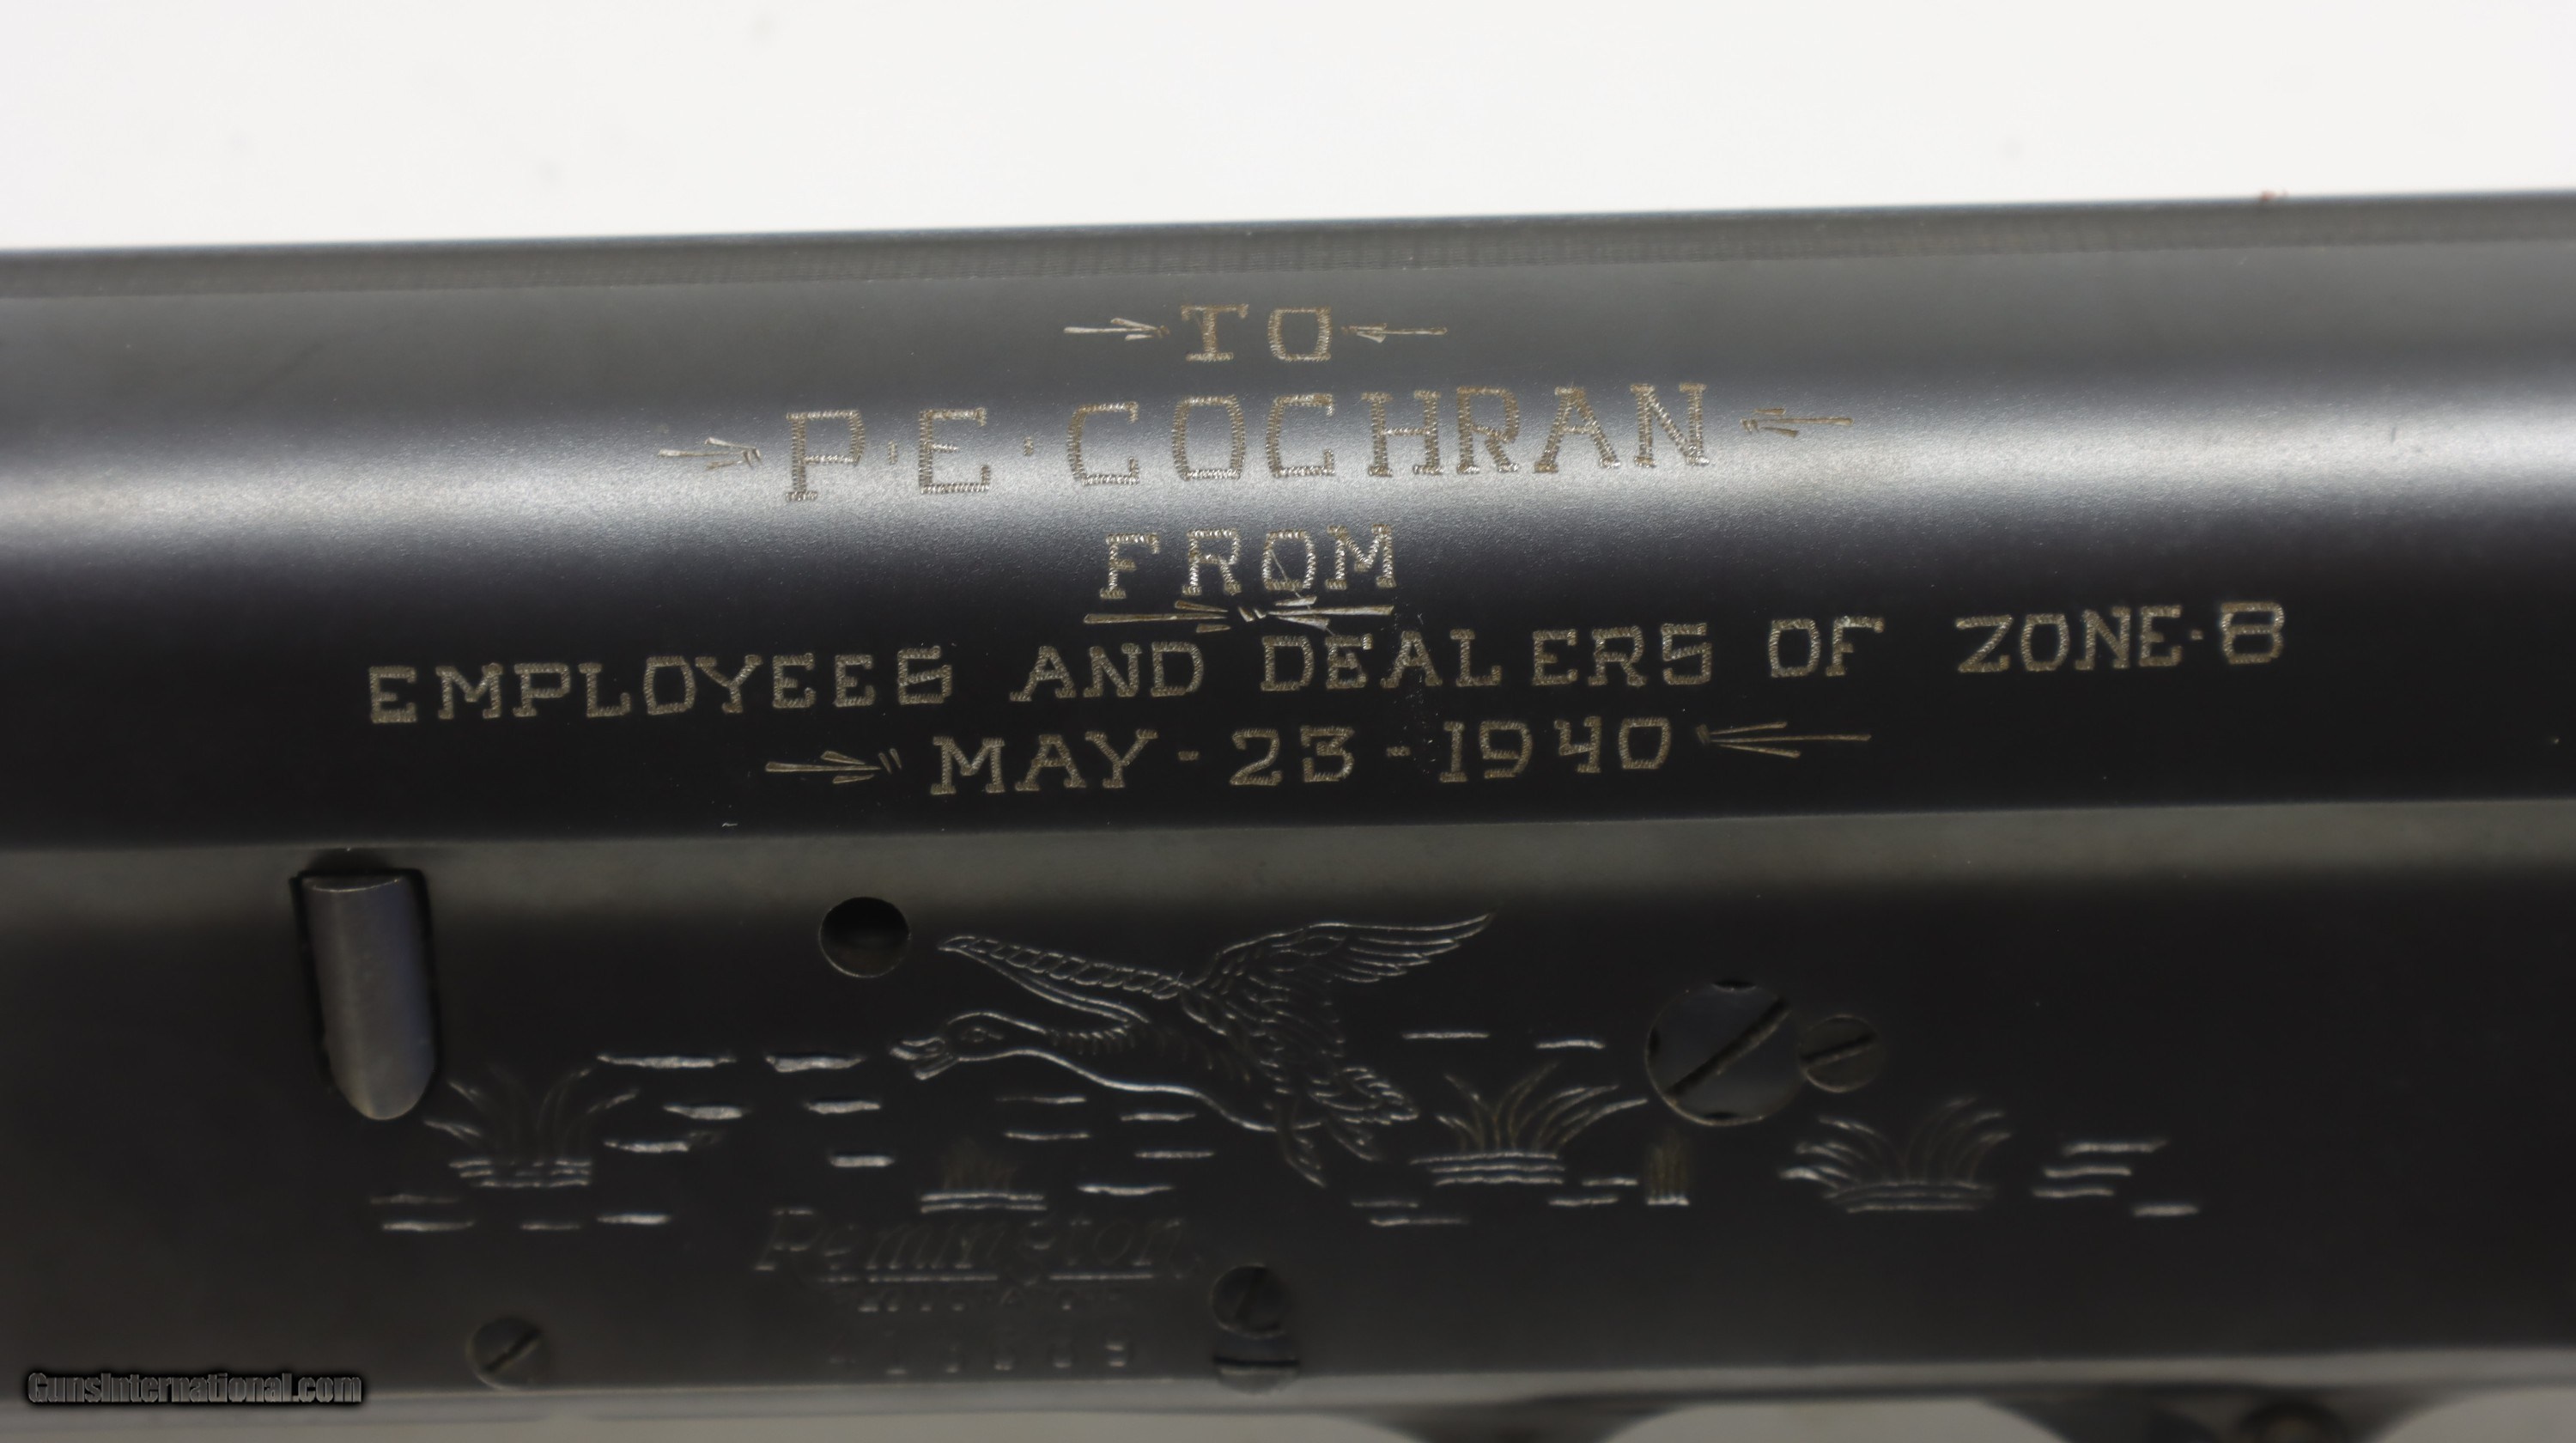 TO
P. E. COCHRAN
FROM
EMPLOYEES AND DEALERS OF ZONE-8
MAY-23-1940
Remington
GunsInternational.com